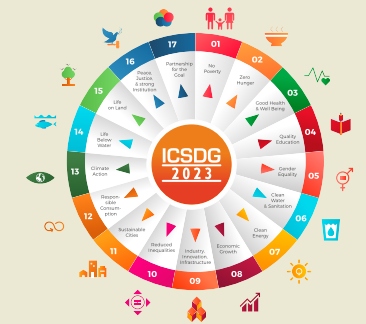 01
No
Poverty
02
Zero
Hunger
03
Good Health
& Well Being
04
Quality
Education
05
Gender
Equality
06
Clean
Water
& Sanitation
07
Clean
Energy
08
Economic
Growth
09
Industry,
Innovation,
Infrastructure
10
Reduced
Inequalities
11
Sustainable
Cities
12
Respon-
sible
Consum-
ption
13
Climate
Action
14
Life
Below
Water
15
Life
on Land
16
Peace,
Justice,
& strong
Institution
17
Partnership
for the
Goal
ICSDG
2023